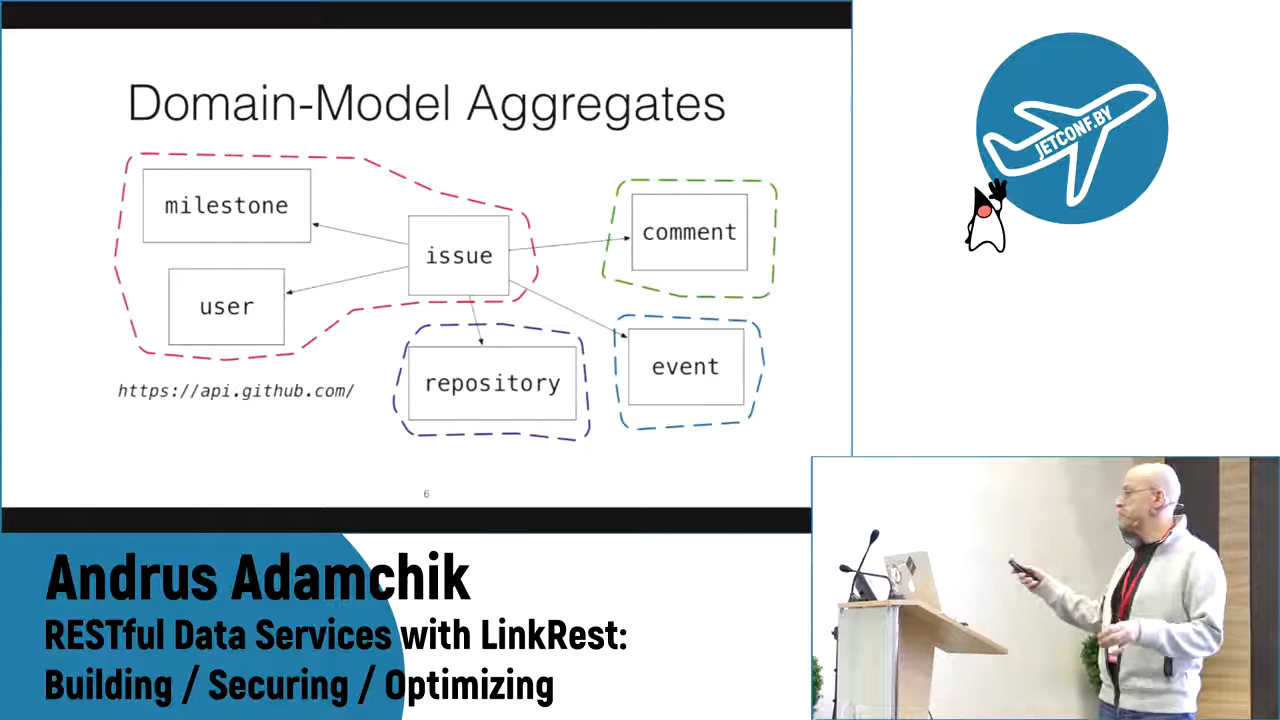 Domain-Model Aggregates
milestone
issue
comment
user
repository
event
https://api.github.com/
6
JETCONF.BY
Andrus Adamchik
RESTful Data Services with LinkRest:
Building / Securing / Optimizing